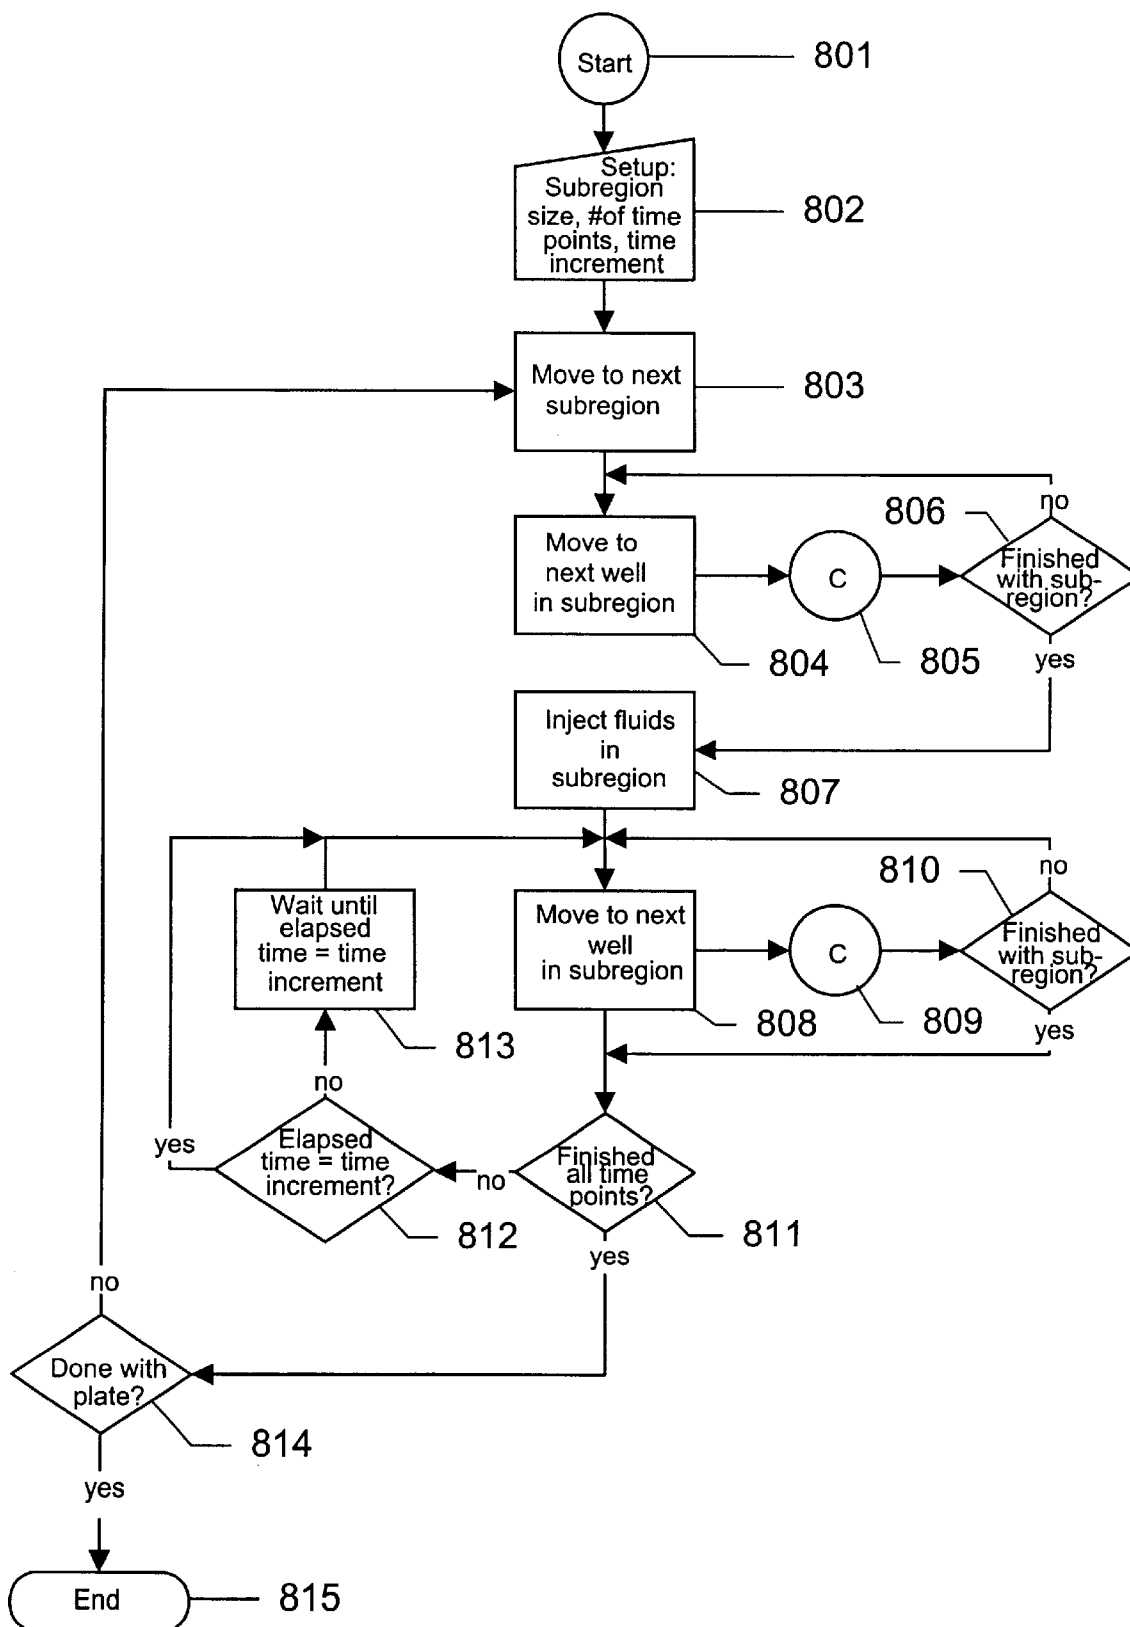 Start
801
Setup:
Subregion
size, #of time
points, time
increment
802
Move to next
subregion
803
no
806
Move to
next well
in subregion
C
Finished
with sub-
region?
804
805
yes
Inject fluids
in
subregion
807
no
810
Wait until
elapsed
time = time
increment
Move to next
well
in subregion
C
Finished
with sub-
region?
813
808
809
yes
no
yes
Elapsed
time = time
increment?
no
Finished
all time
points?
812
811
yes
no
Done with
plate?
814
yes
End
815